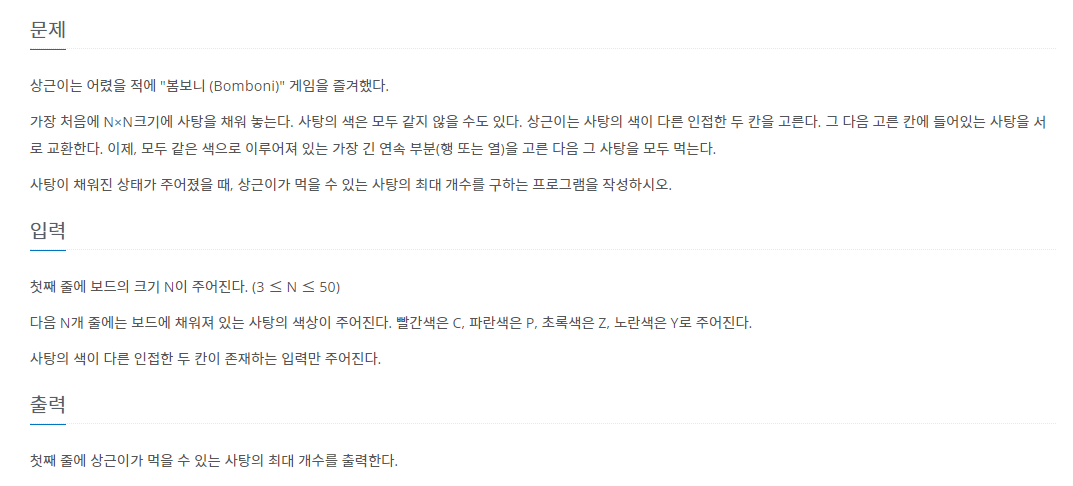 문제
상근이는 어렸을 적에 "봄보니 (Bomboni)" 게임을 즐겨했다.
가장 처음에 N×N크기에 사탕을 채워 놓는다. 사탕의 색은 모두 같지 않을 수도 있다. 상근이는 사탕의 색이 다른 인접한 두 칸을 고른다. 그 다음 고른 칸에 들어있는 사탕을 서
로 교환한다. 이제, 모두 같은 색으로 이루어져 있는 가장 긴 연속 부분(행 또는 열)을 고른 다음 그 사탕을 모두 먹는다.
사탕이 채워진 상태가 주어졌을 때, 상근이가 먹을 수 있는 사탕의 최대 개수를 구하는 프로그램을 작성하시오.
입력
첫째 줄에 보드의 크기 N이 주어진다. (3 ≤ N ≤ 50)
다음 N개 줄에는 보드에 채워져 있는 사탕의 색상이 주어진다. 빨간색은 C, 파란색은 P, 초록색은 Z, 노란색은 Y로 주어진다.
사탕의 색이 다른 인접한 두 칸이 존재하는 입력만 주어진다.
출력
첫째 줄에 상근이가 먹을 수 있는 사탕의 최대 개수를 출력한다.